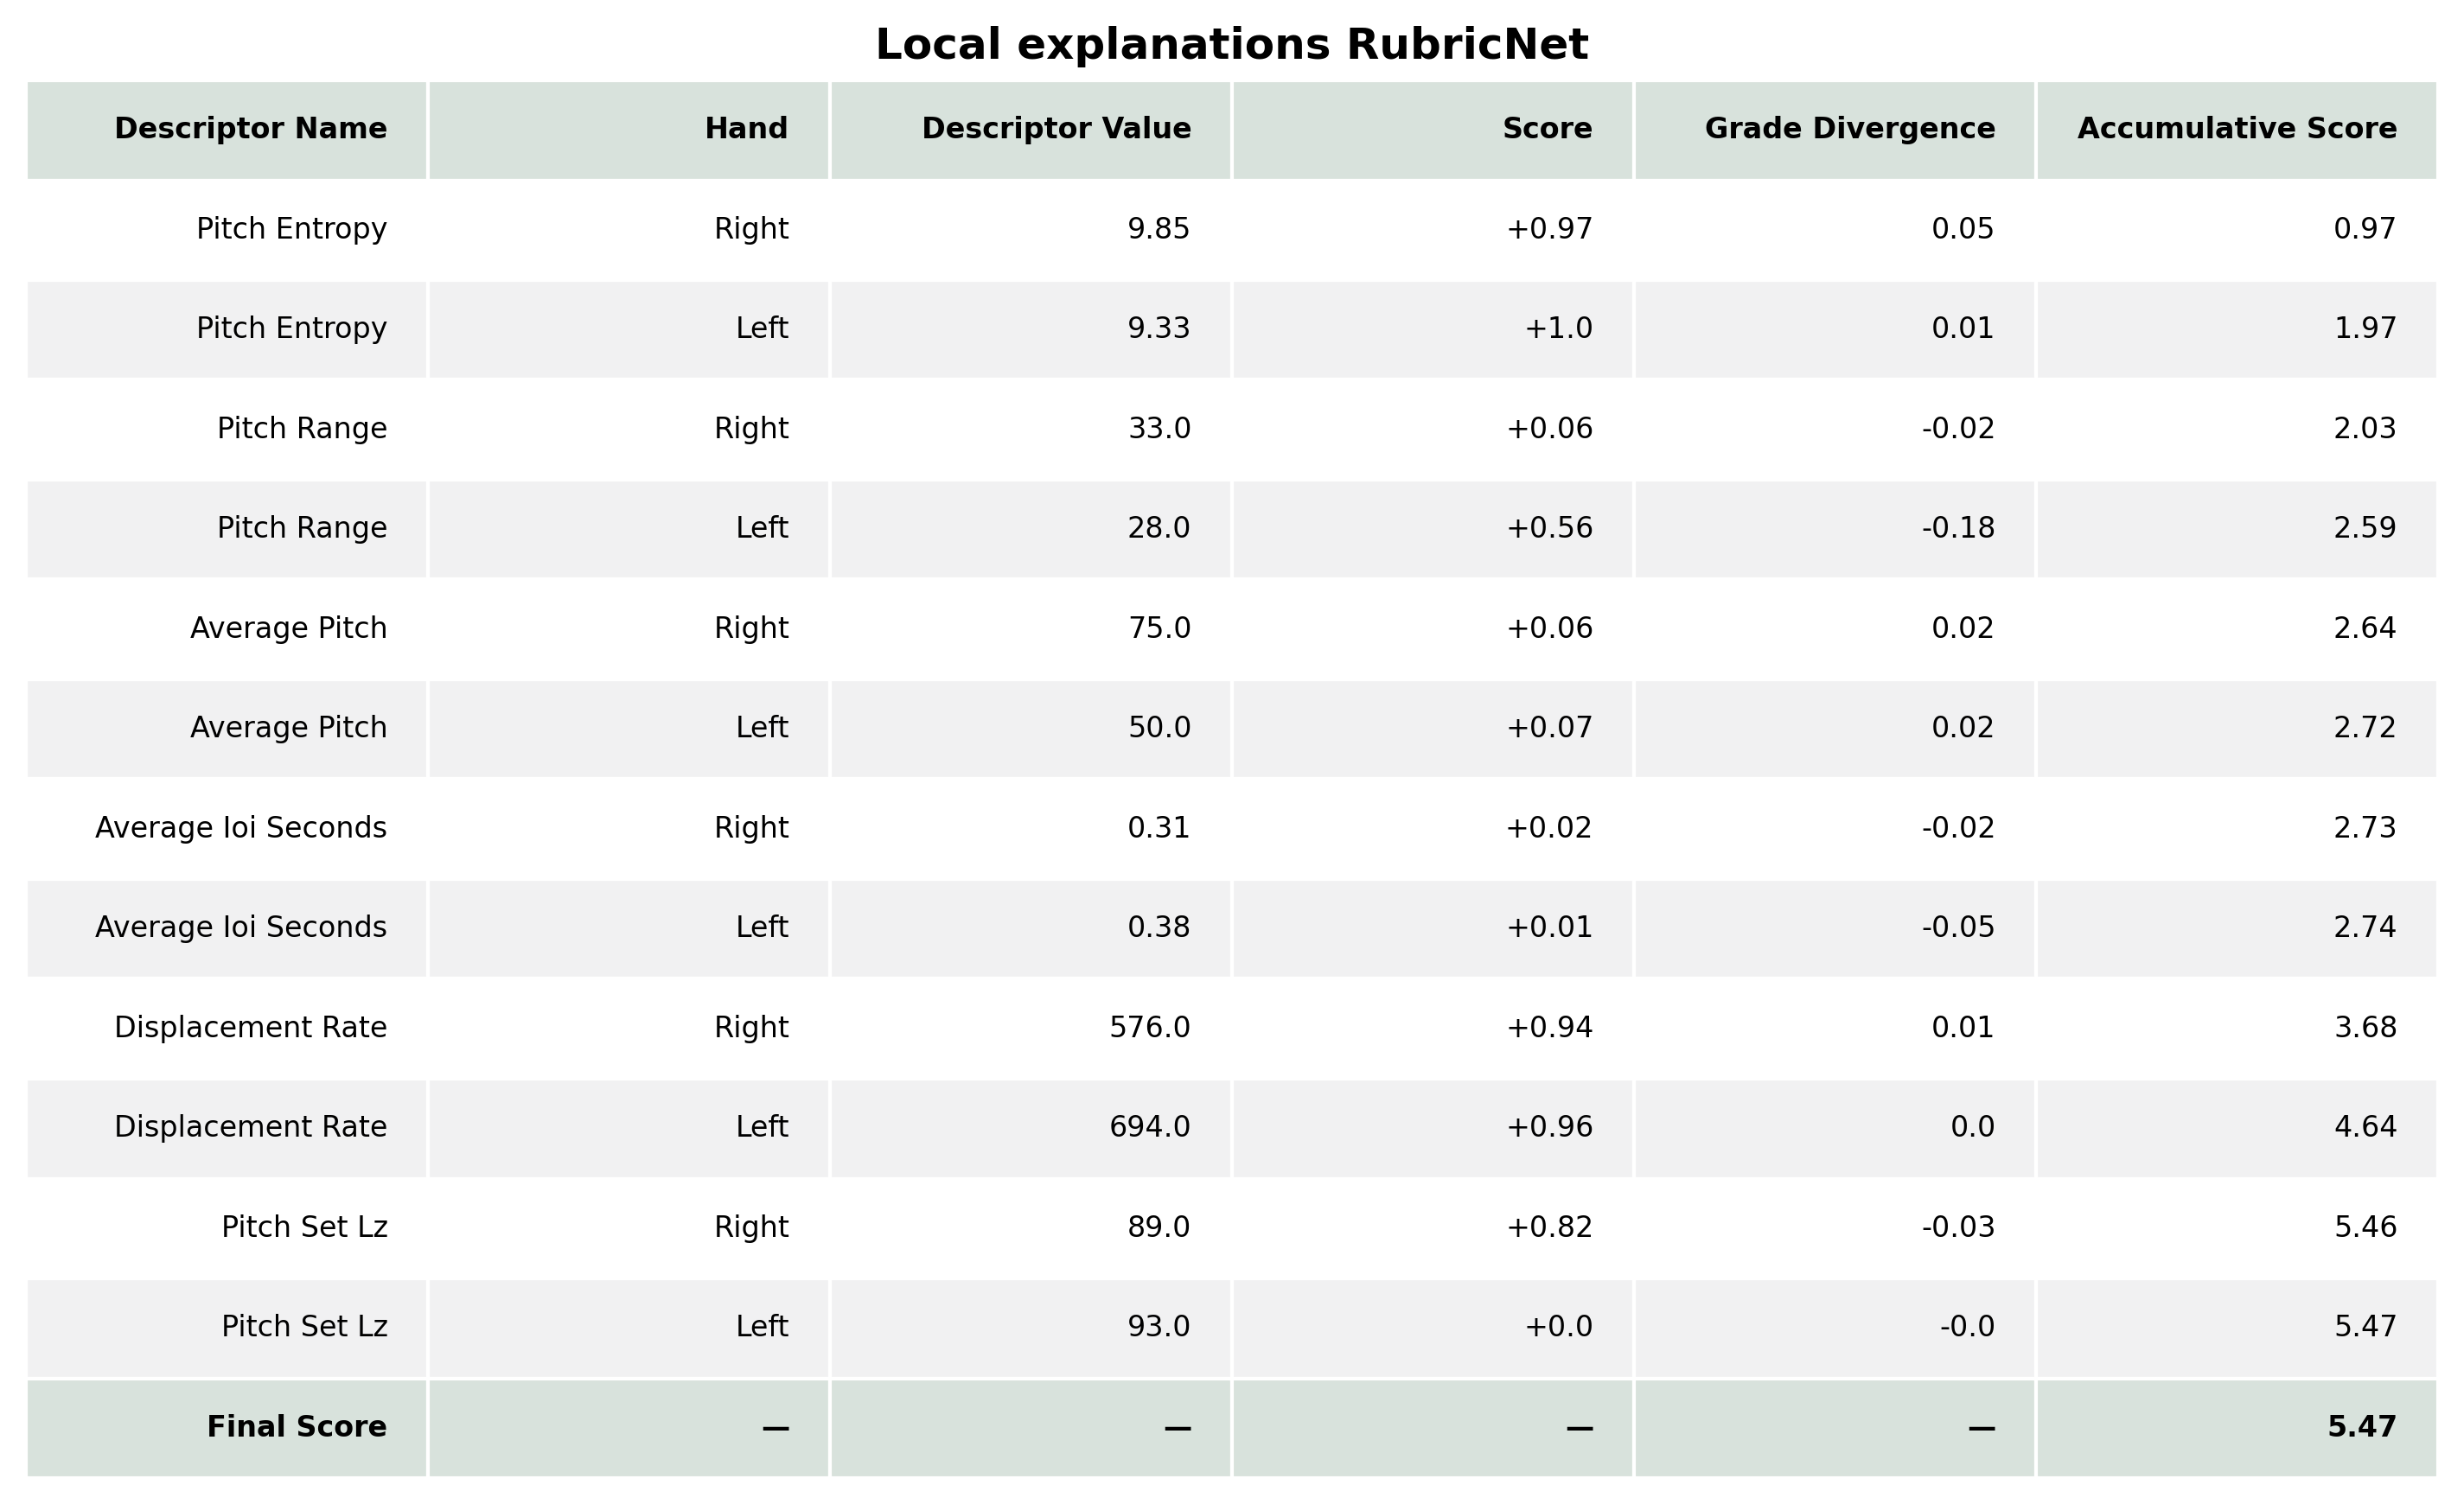 Local explanations RubricNet
Descriptor Name Hand Descriptor Value Score Grade Divergence Accumulative Score
Pitch Entropy Right 9.85 +0.97 0.05 0.97
Pitch Entropy Left 9.33 +1.0 0.01 1.97
Pitch Range Right 33.0 +0.06 -0.02 2.03
Pitch Range Left 28.0 +0.56 -0.18 2.59
Average Pitch Right 75.0 +0.06 0.02 2.64
Average Pitch Left 50.0 +0.07 0.02 2.72
Average Ioi Seconds Right 0.31 +0.02 -0.02 2.73
Average Ioi Seconds Left 0.38 +0.01 -0.05 2.74
Displacement Rate Right 576.0 +0.94 0.01 3.68
Displacement Rate Left 694.0 +0.96 0.0 4.64
Pitch Set Lz Right 89.0 +0.82 -0.03 5.46
Pitch Set Lz Left 93.0 +0.0 -0.0 5.47
Final Score — — — — 5.47